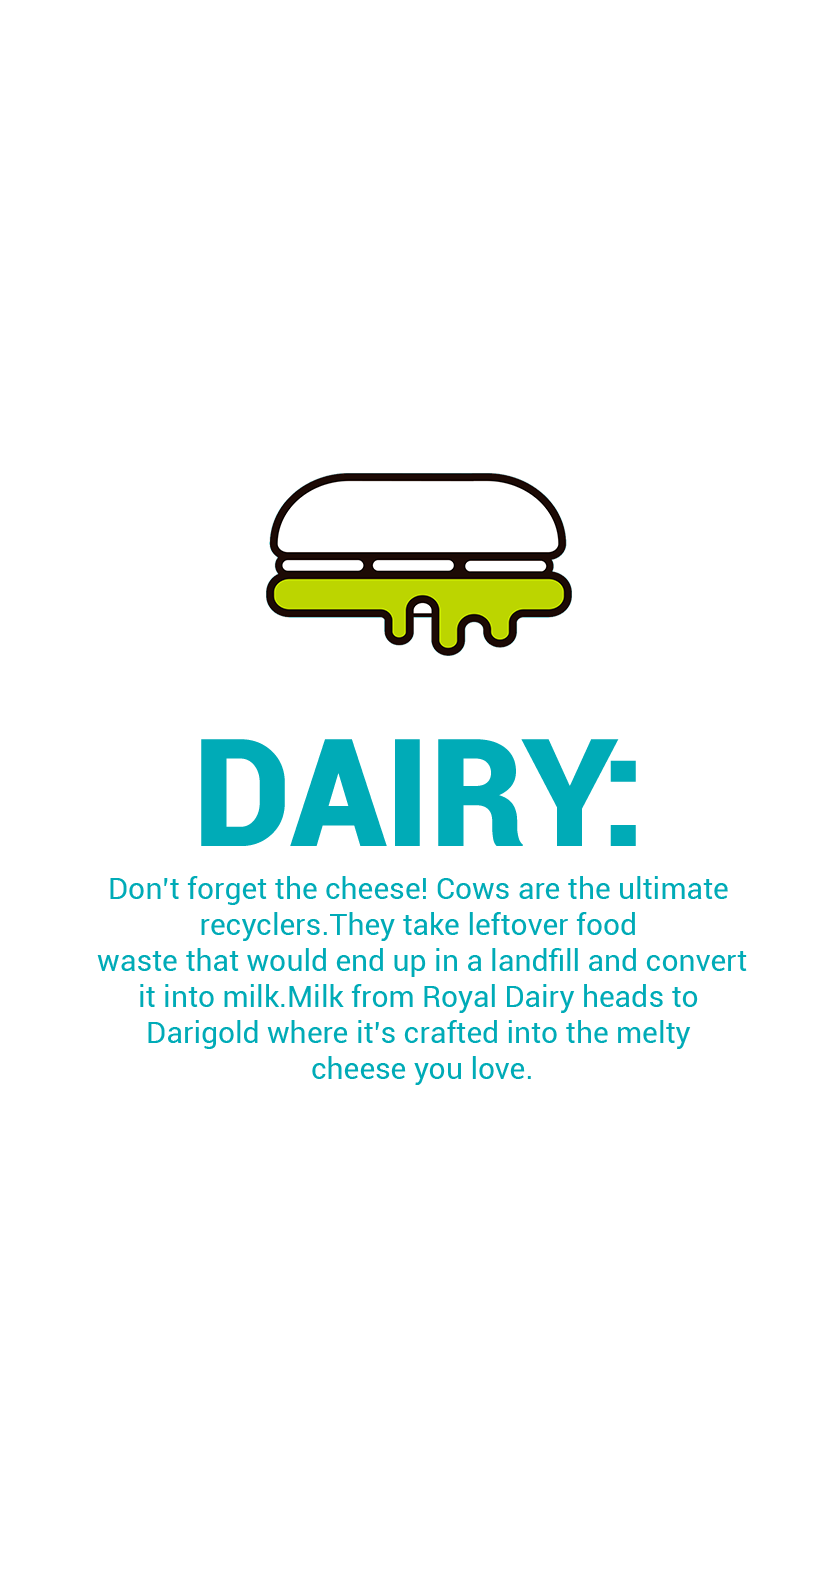 DAIRY:
Don't forget the cheese! Cows are the ultimate
recyclers.They take leftover food
waste that would end up in a landfill and convert
it into milk.Milk from Royal Dairy heads to
Darigold where it's crafted into the melty
cheese you love.